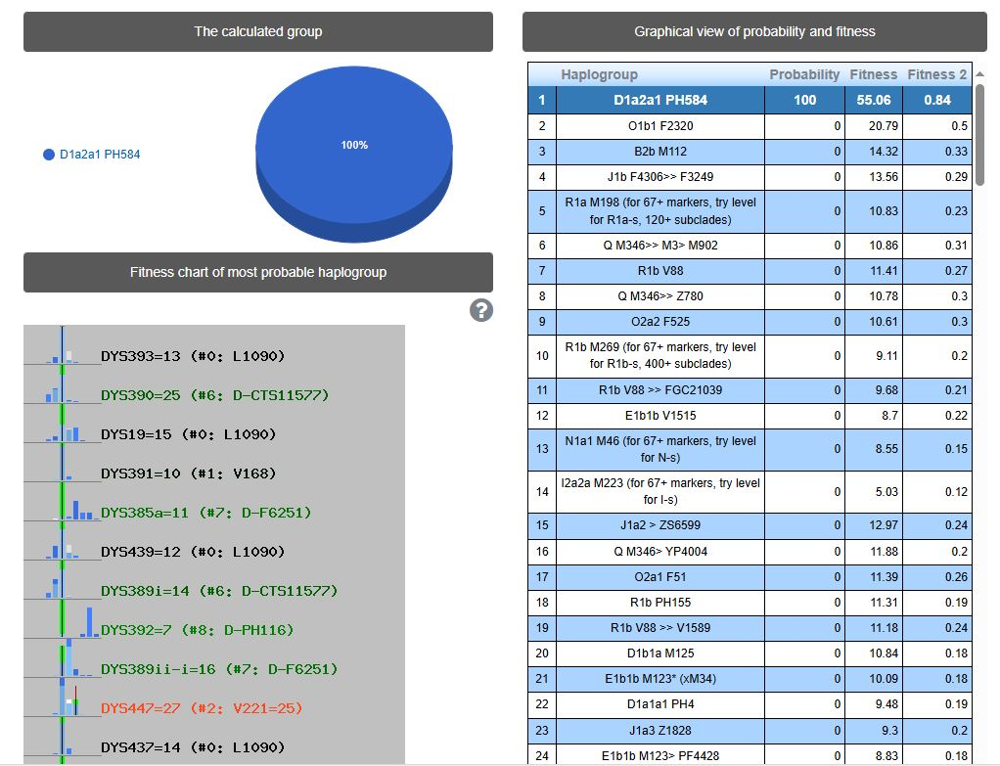 The calculated group
D1a2a1 PH584
100%
Fitness chart of most probable haplogroup
?
DYS393=13 (#0: L1090)
DYS390=25 (#6: D-CTS11577)
DYS19=15 (#0: L1090)
DYS391=10 (#1: V168)
DYS385a=11 (#7: D-F6251)
DYS439=12 (#0: L1090)
DYS389i=14 (#6: D-CTS11577)
DYS392=7 (#8: D-PH116)
DYS389ii-i=16 (#7: D-F6251)
DYS447=27 (#2: V221=25)
DYS437=14 (#0: L1090)
Graphical view of probability and fitness
Haplogroup Probability Fitness Fitness 2
1 D1a2a1 PH584 100 55.06 0.84
2 O1b1 F2320 0 20.79 0.5
3 B2b M112 0 14.32 0.33
4 J1b F4306>> F3249 0 13.56 0.29
5 R1a M198 (for 67+ markers, try level
for R1a-s, 120+ subclades) 0 10.83 0.23
6 Q M346>> M3> M902 0 10.86 0.31
7 R1b V88 0 11.41 0.27
8 Q M346>> Z780 0 10.78 0.3
9 O2a2 F525 0 10.61 0.3
10 R1b M269 (for 67+ markers, try level
for R1b-s, 400+ subclades) 0 9.11 0.2
11 R1b V88 >> FGC21039 0 9.68 0.21
12 E1b1b V1515 0 8.7 0.22
13 N1a1 M46 (for 67+ markers, try level
for N-s) 0 8.55 0.15
14 I2a2a M223 (for 67+ markers, try level
for I-s) 0 5.03 0.12
15 J1a2 > ZS6599 0 12.97 0.24
16 Q M346> YP4004 0 11.88 0.2
17 O2a1 F51 0 11.39 0.26
18 R1b PH155 0 11.31 0.19
19 R1b V88 >> V1589 0 11.18 0.24
20 D1b1a M125 0 10.84 0.18
21 E1b1b M123* (xM34) 0 10.09 0.18
22 D1a1a1 PH4 0 9.48 0.19
23 J1a3 Z1828 0 9.3 0.2
24 E1b1b M123> PF4428 0 8.83 0.18